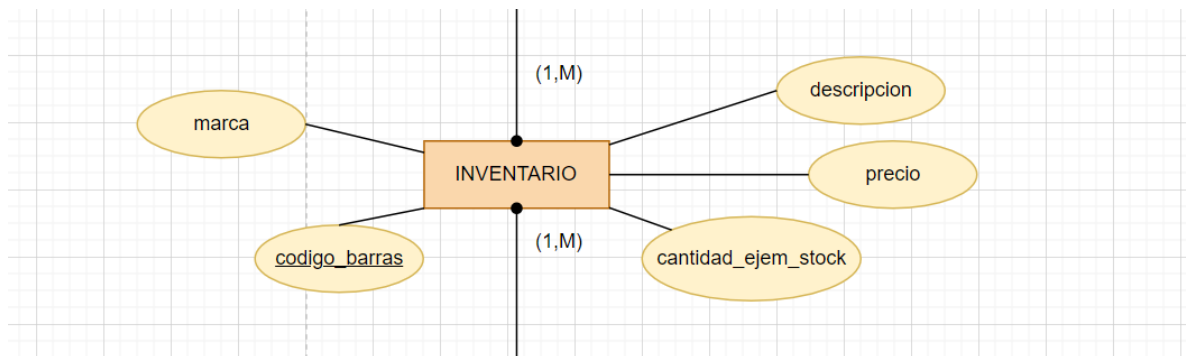 (1,M)
descripcion
marca
INVENTARIO
precio
codigo_barras
(1,M)
cantidad_ejem_stock